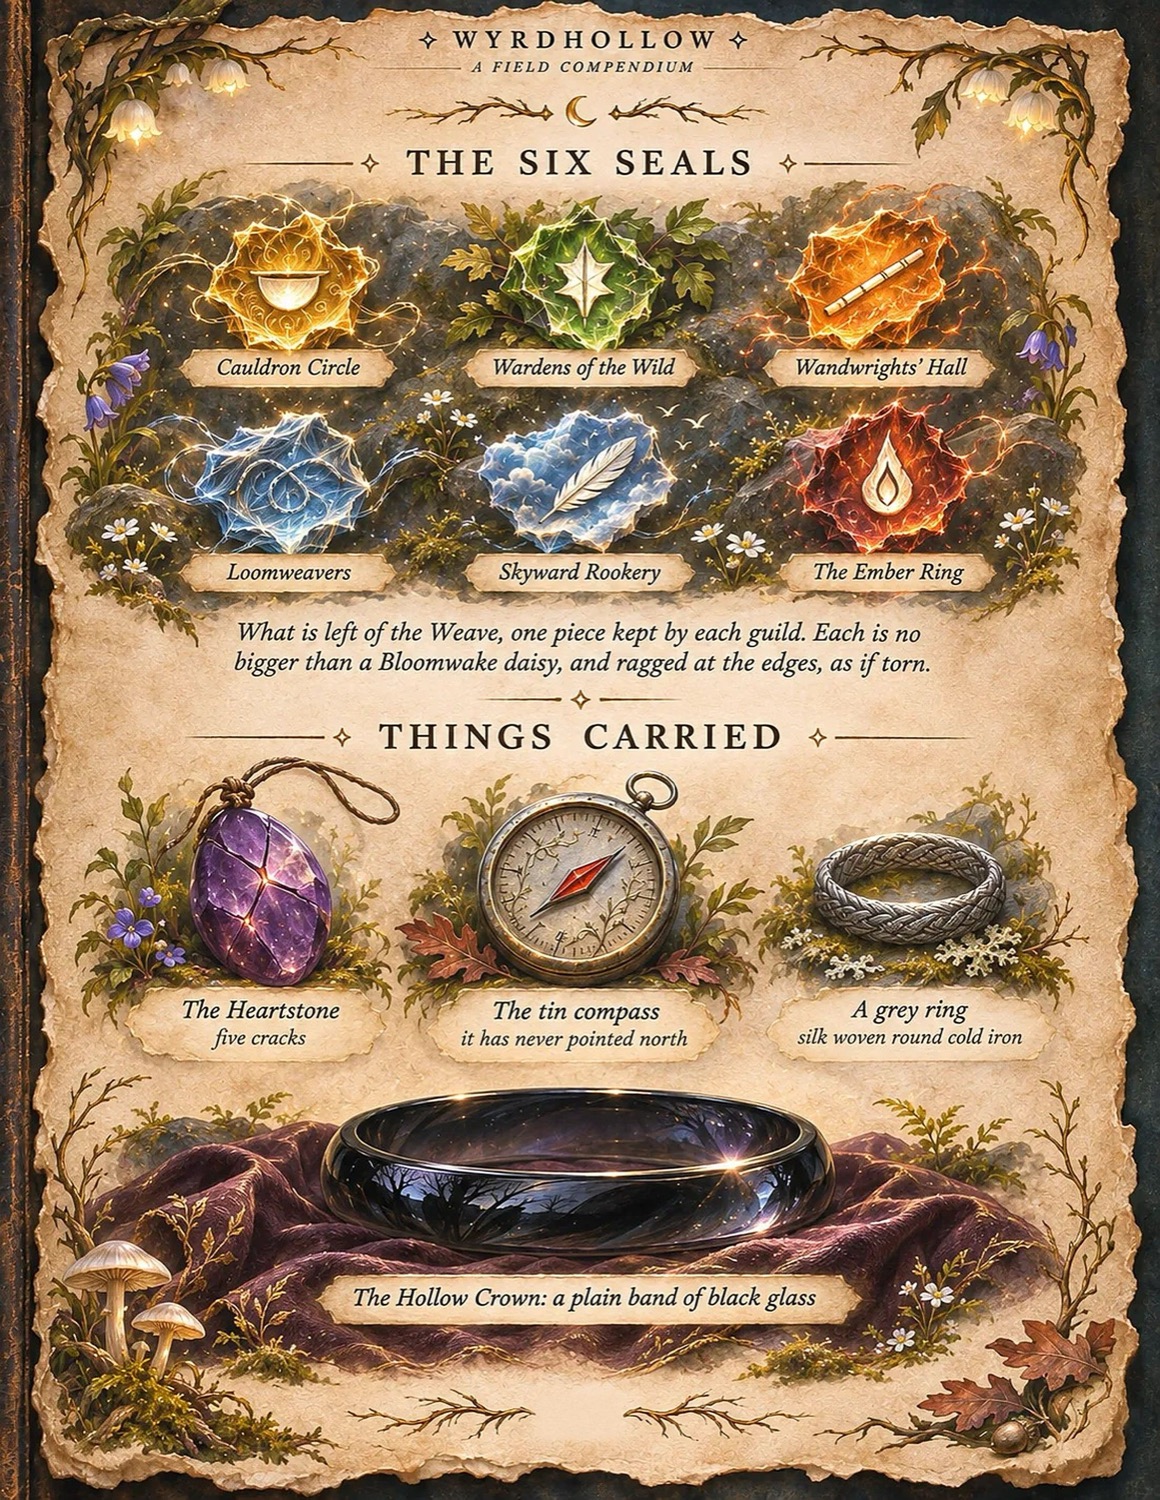 WYRDHOLLOW
A FIELD COMPENDIUM
THE SIX SEALS
Cauldron Circle
Wardens of the Wild
Wandwrights' Hall
Loomweavers
Skyward Rookery
The Ember Ring
What is left of the Weave, one piece kept by each guild. Each is no
bigger than a Bloomwake daisy, and ragged at the edges, as if torn.
THINGS CARRIED
The Heartstone
five cracks
The tin compass
it has never pointed north
A grey ring
silk woven round cold iron
The Hollow Crown: a plain band of black glass